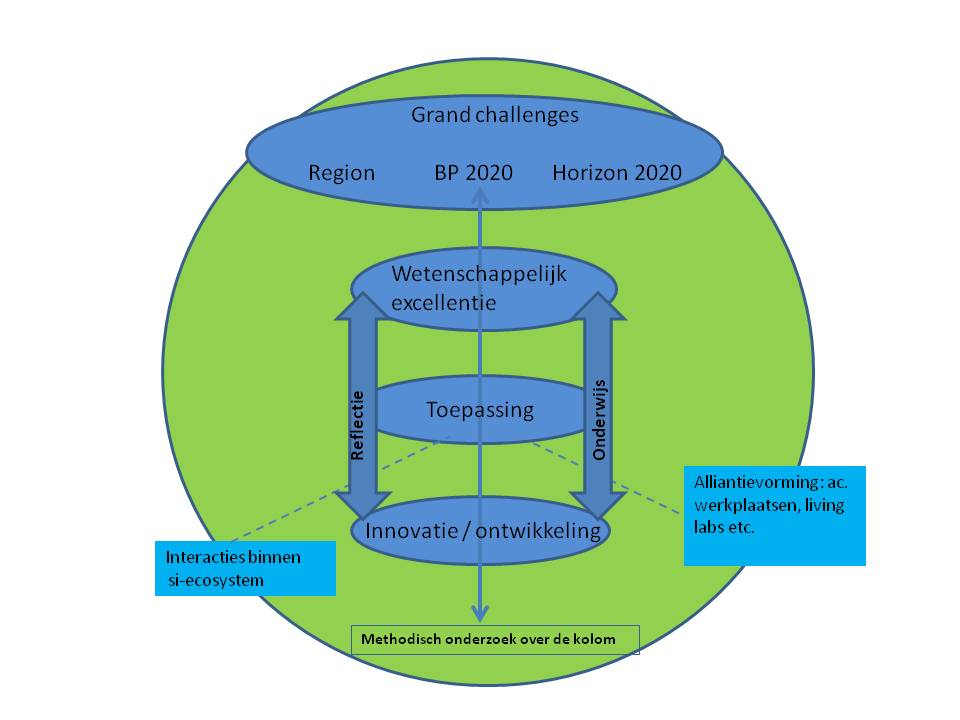 Grand challenges
Region BP 2020 Horizon 2020
Wetenschappelijk
excellentie
Reflectie
Toepassing
Onderwijs
Alliantievorming: ac.
werkplaatsen, living
labs etc.
Innovatie / ontwikkeling
Interacties binnen
si-ecosystem
Methodisch onderzoek over de kolom